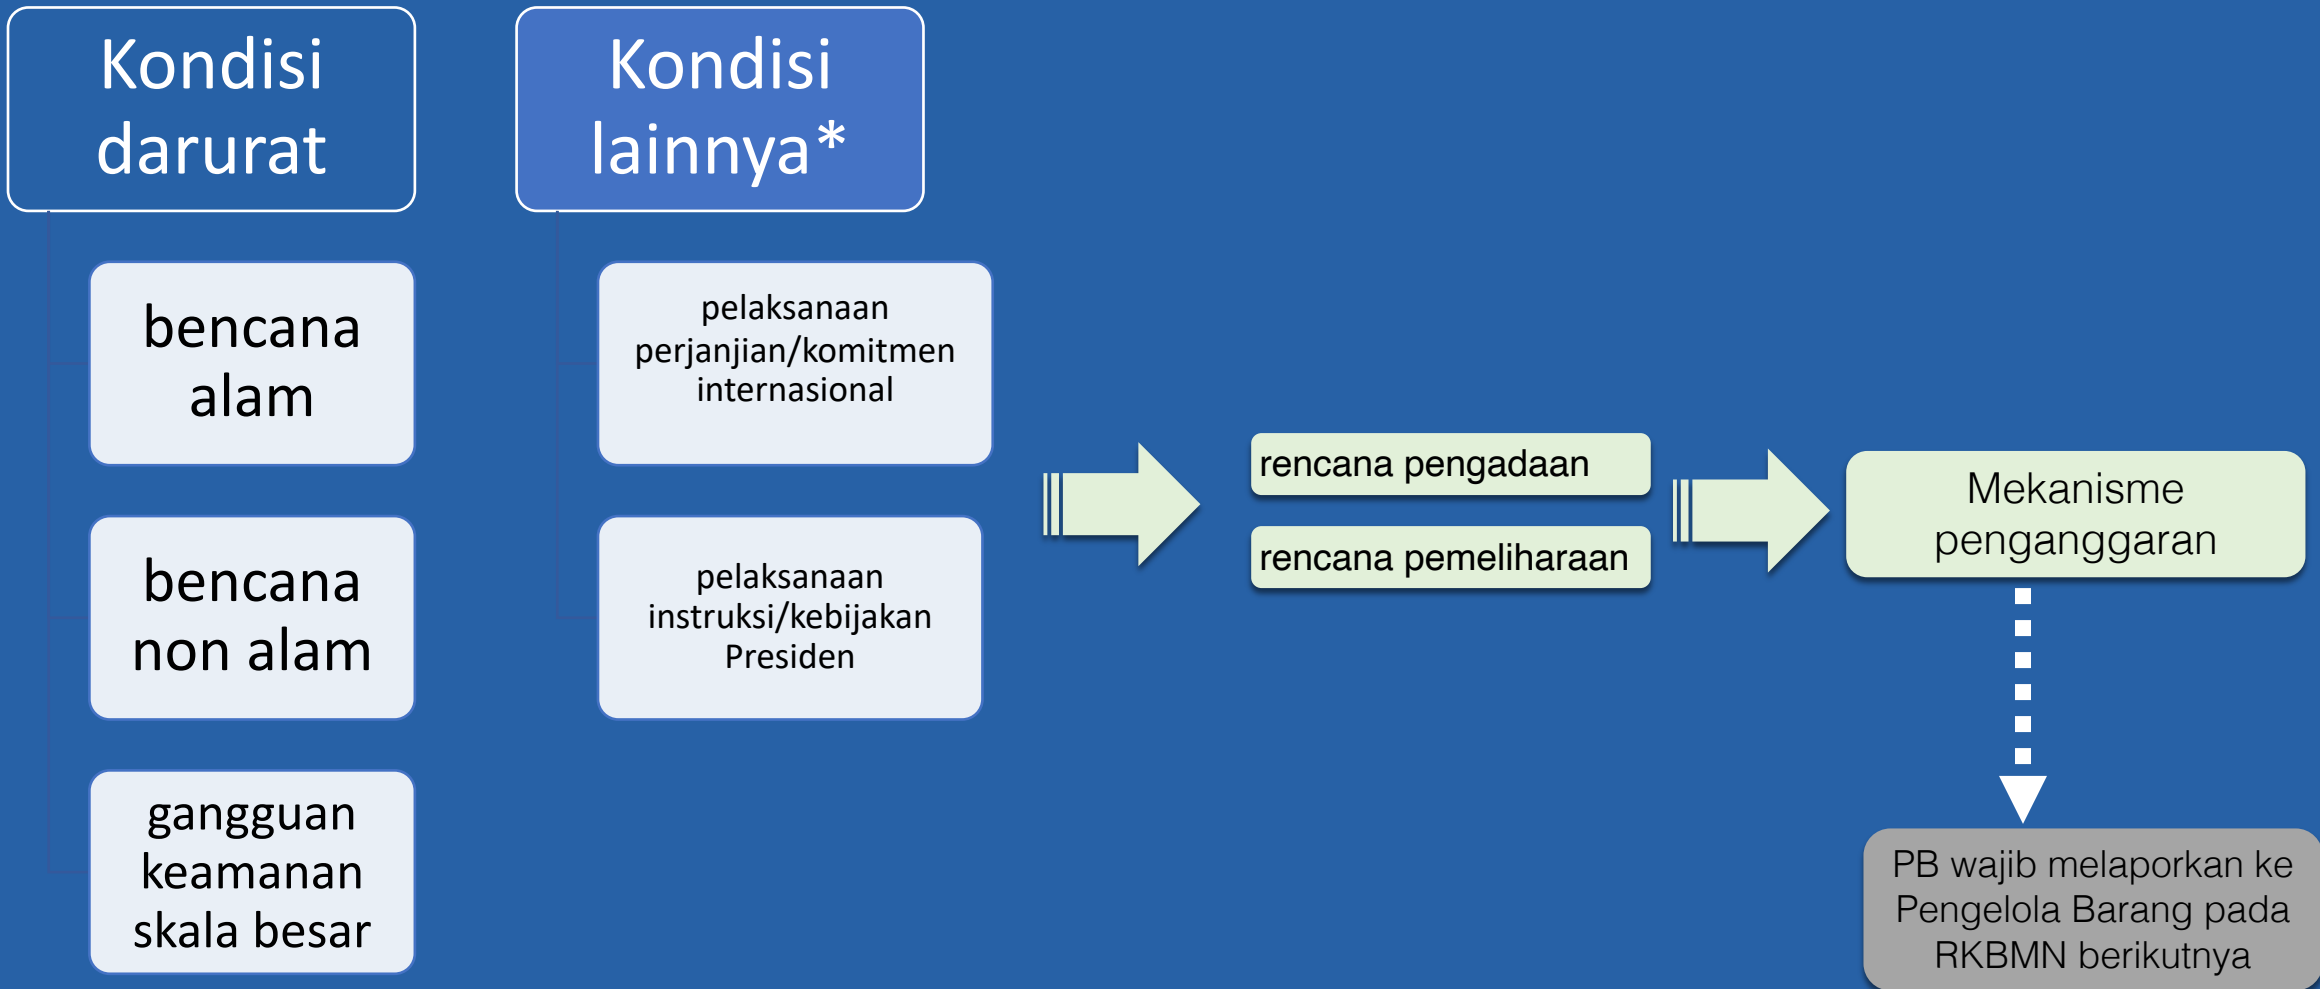 Kondisi
darurat
bencana
alam
bencana
non alam
gangguan
keamanan
skala besar
Kondisi
lainnya*
pelaksanaan
perjanjian/komitmen
internasional
pelaksanaan
instruksi/kebijakan
Presiden
rencana pengadaan
rencana pemeliharaan
Mekanisme
penganggaran
PB wajib melaporkan ke
Pengelola Barang pada
RKBMN berikutnya